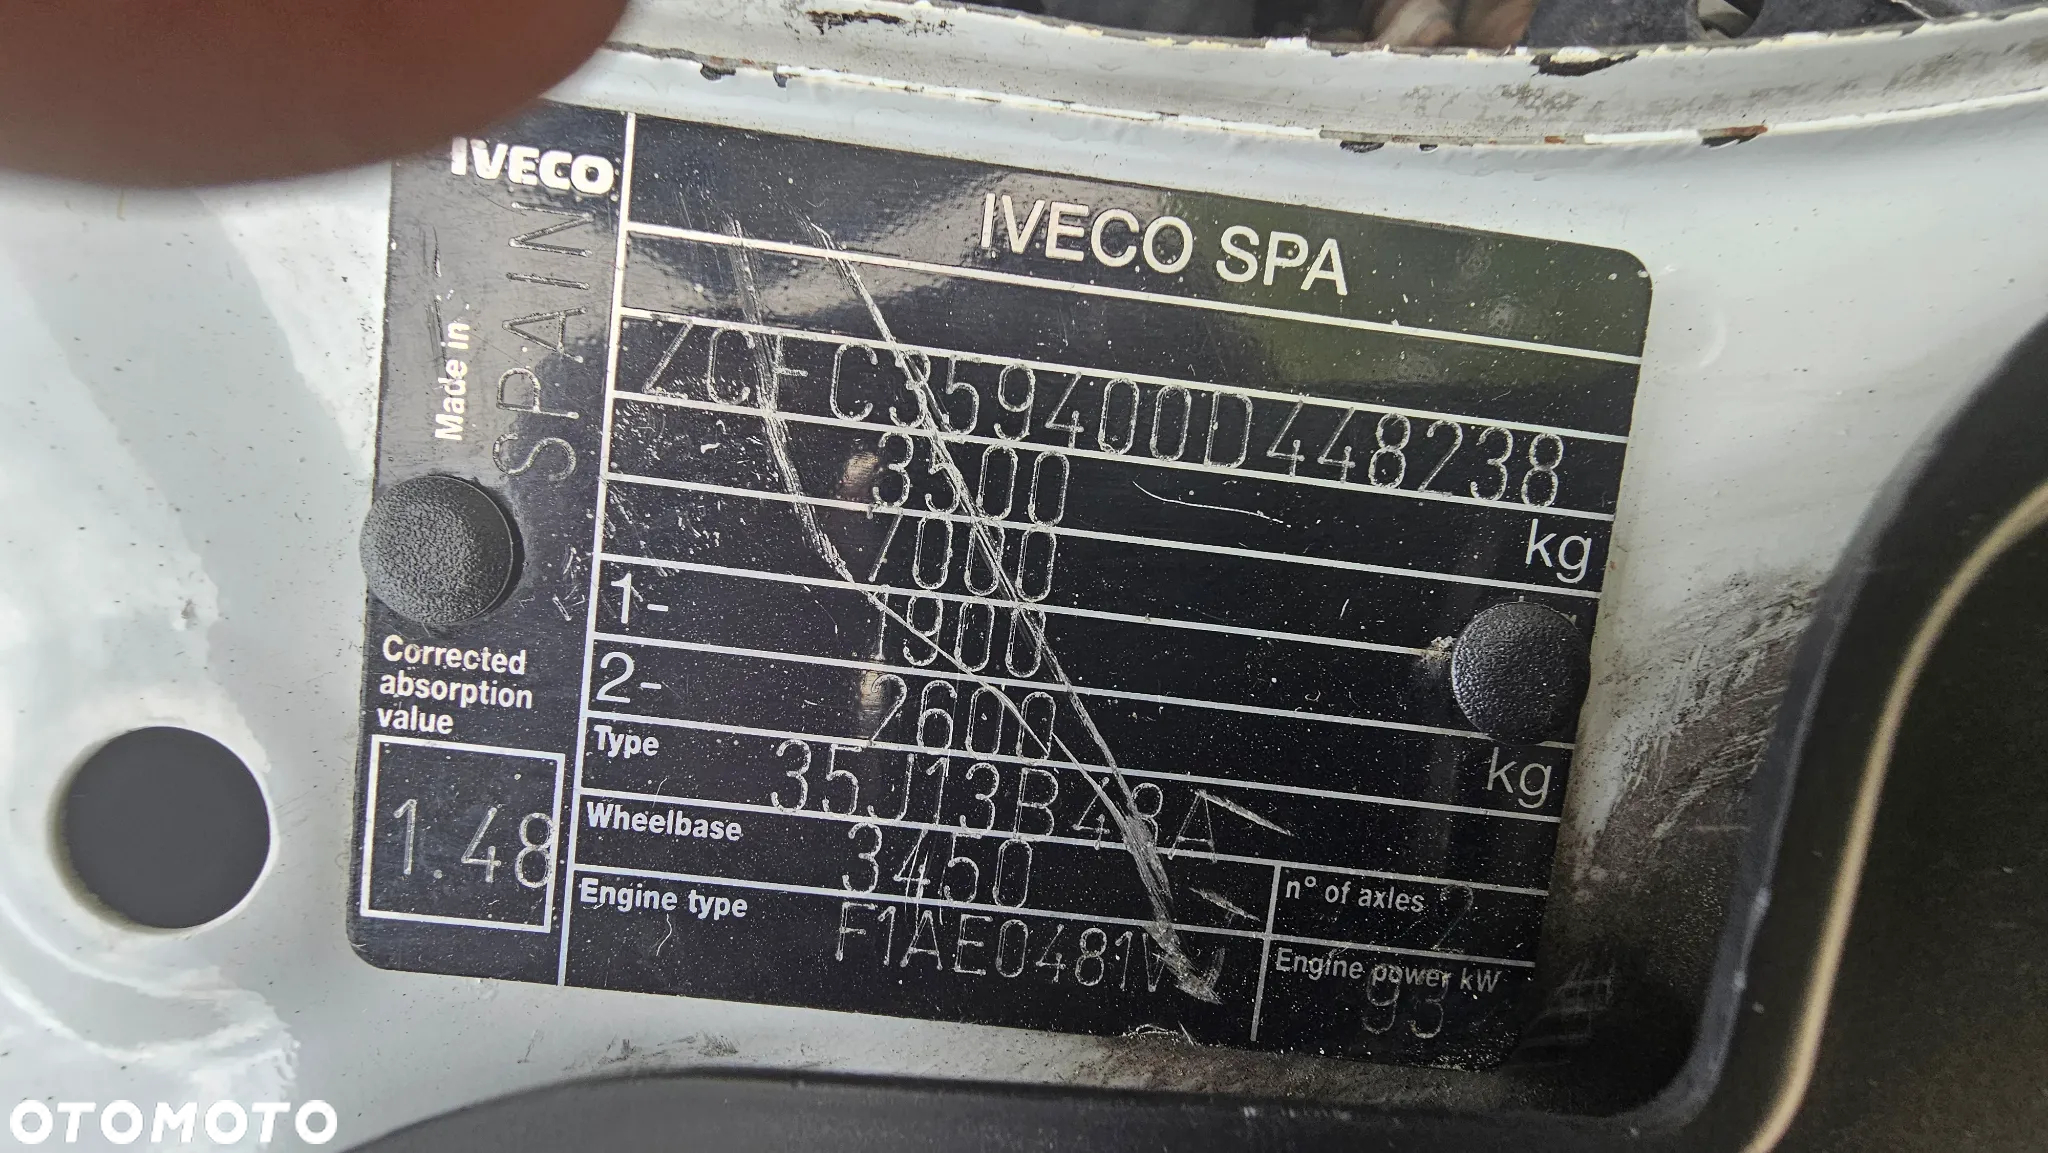 IVECO
Made in SPAIN
IVECO SPA
ZCFC359400D448238
3500 kg
7000
1- 1900
2- 2600 kg
Type 35J13B48A
Wheelbase 3450
n° of axles 2
Engine type
Engine power kW 93
Corrected
absorption
value
1.48
OTOMOTO